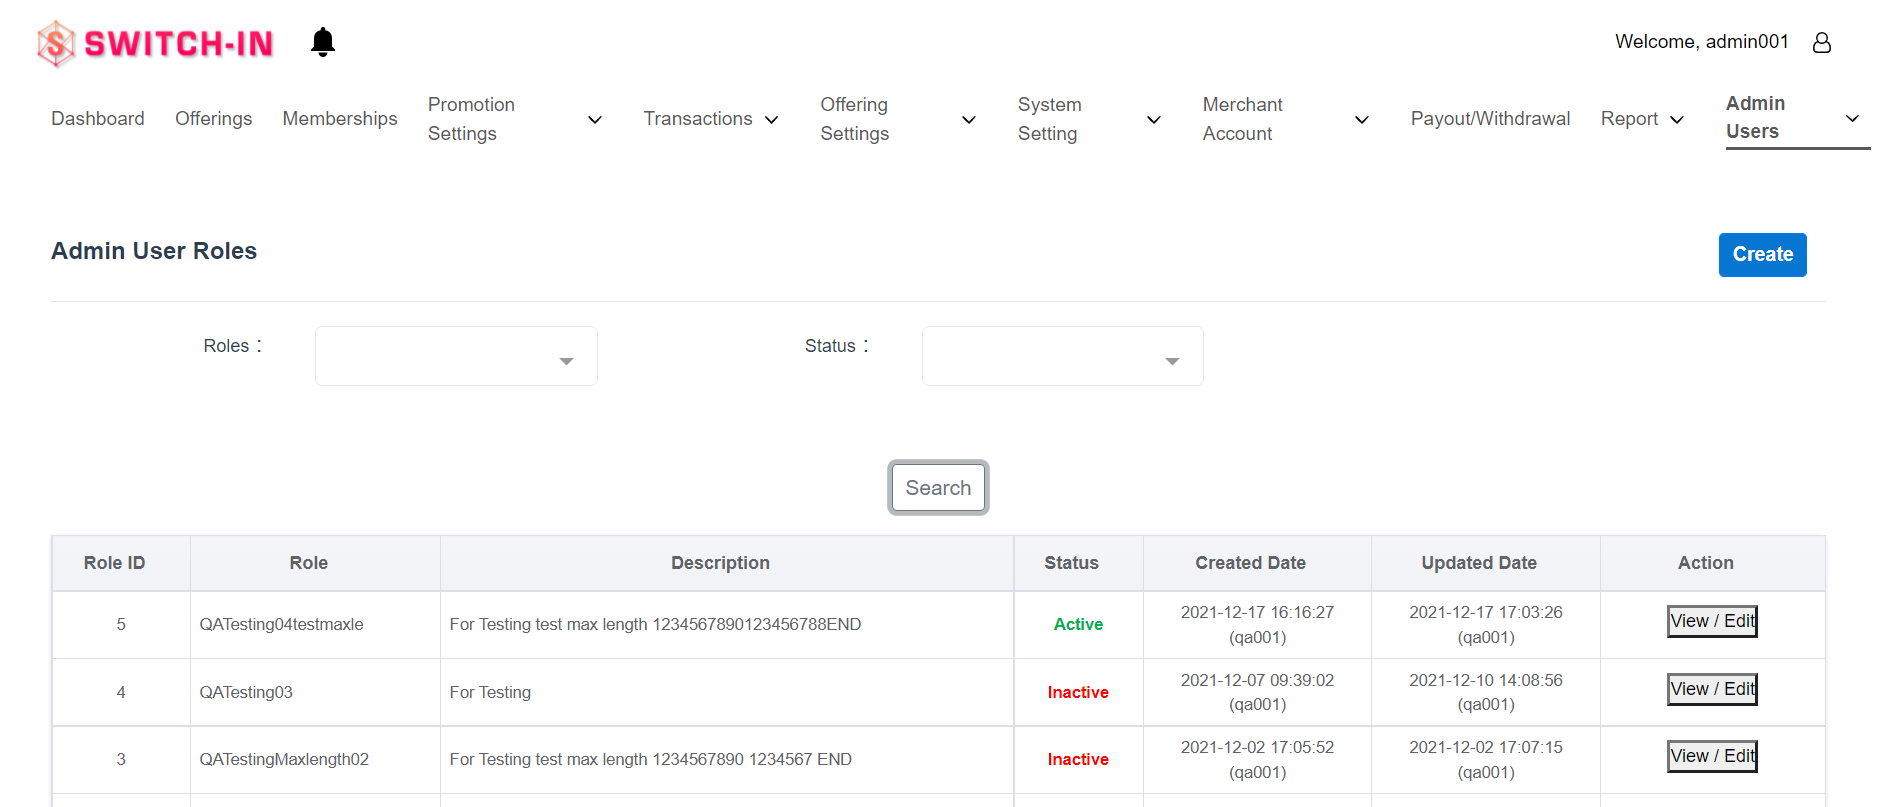 SWITCH-IN
Welcome, admin001
Dashboard
Offerings
Memberships
Promotion
Settings
Transactions
Offering
Settings
System
Setting
Merchant
Account
Payout/Withdrawal
Report
Admin
Users
Admin User Roles
Create
Roles :
Status :
Search
Role ID Role Description Status Created Date Updated Date Action
5 QATesting04testmaxle For Testing test max length 1234567890123456788END Active 2021-12-17 16:16:27 2021-12-17 17:03:26 View / Edit
(qa001) (qa001)
4 QATesting03 For Testing Inactive 2021-12-07 09:39:02 2021-12-10 14:08:56 View / Edit
(qa001) (qa001)
3 QATestingMaxlength02 For Testing test max length 1234567890 1234567 END Inactive 2021-12-02 17:05:52 2021-12-02 17:07:15 View / Edit
(qa001) (qa001)